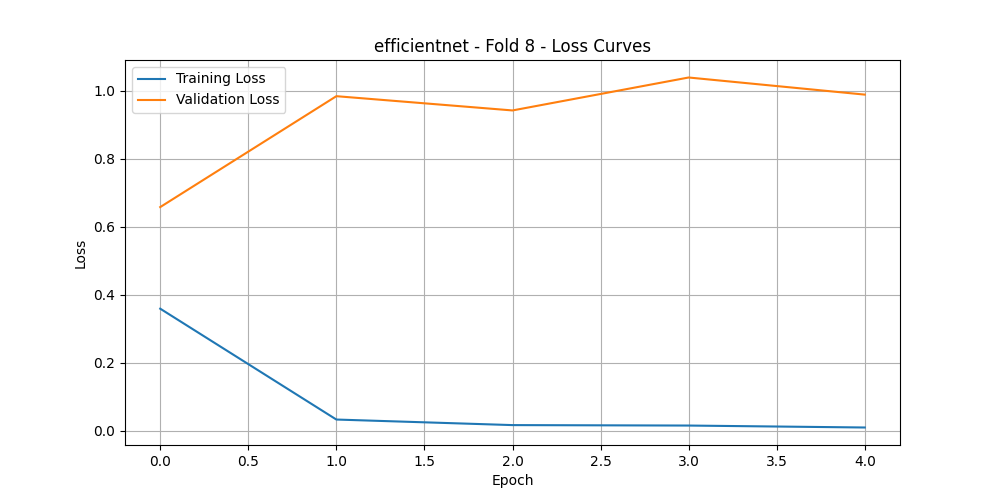 efficientnet - Fold 8 - Loss Curves
Training Loss
Validation Loss
1.0
0.8
0.6
0.4
0.2
0.0
Loss
0.0 0.5 1.0 1.5 2.0 2.5 3.0 3.5 4.0
Epoch